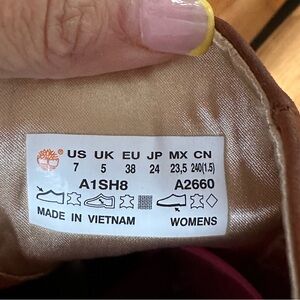 US UK EU JP MX CN
7 5 38 24 23,5 240(1.5)
A1SH8 A2660
MADE IN VIETNAM WOMENS